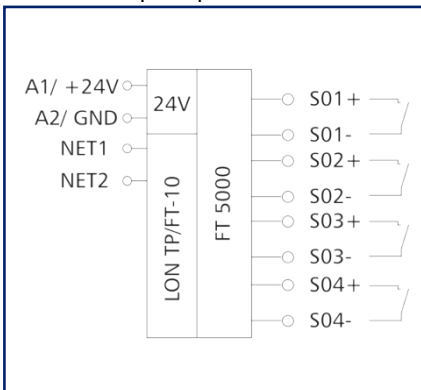 A1/ +24V
A2/ GND
NET1
NET2
24V
LON TP/FT-10
FT 5000
S01+
S01-
S02+
S02-
S03+
S03-
S04+
S04-